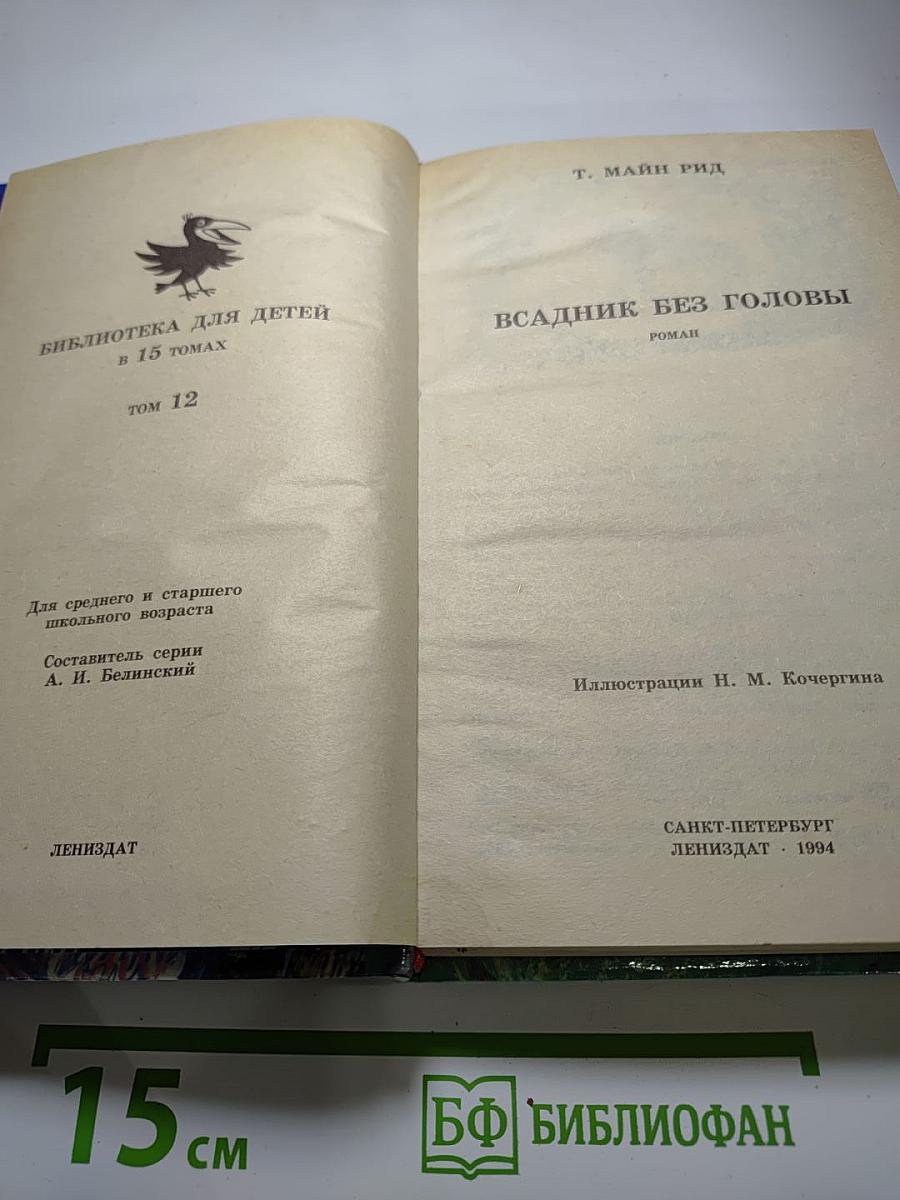 БИБЛИОТЕКА ДЛЯ ДЕТЕЙ
В 15 ТОМАХ
ТОМ 12
Для среднего и старшего
школьного возраста
Составитель серии
А. И. Белинский
ЛЕНИЗДАТ
Т. МАЙН РИД
ВСАДНИК БЕЗ ГОЛОВЫ
РОМАН
Иллюстрации Н. М. Кочергина
САНКТ-ПЕТЕРБУРГ
ЛЕНИЗДАТ · 1994
15 см
БФ БИБЛИОФАН